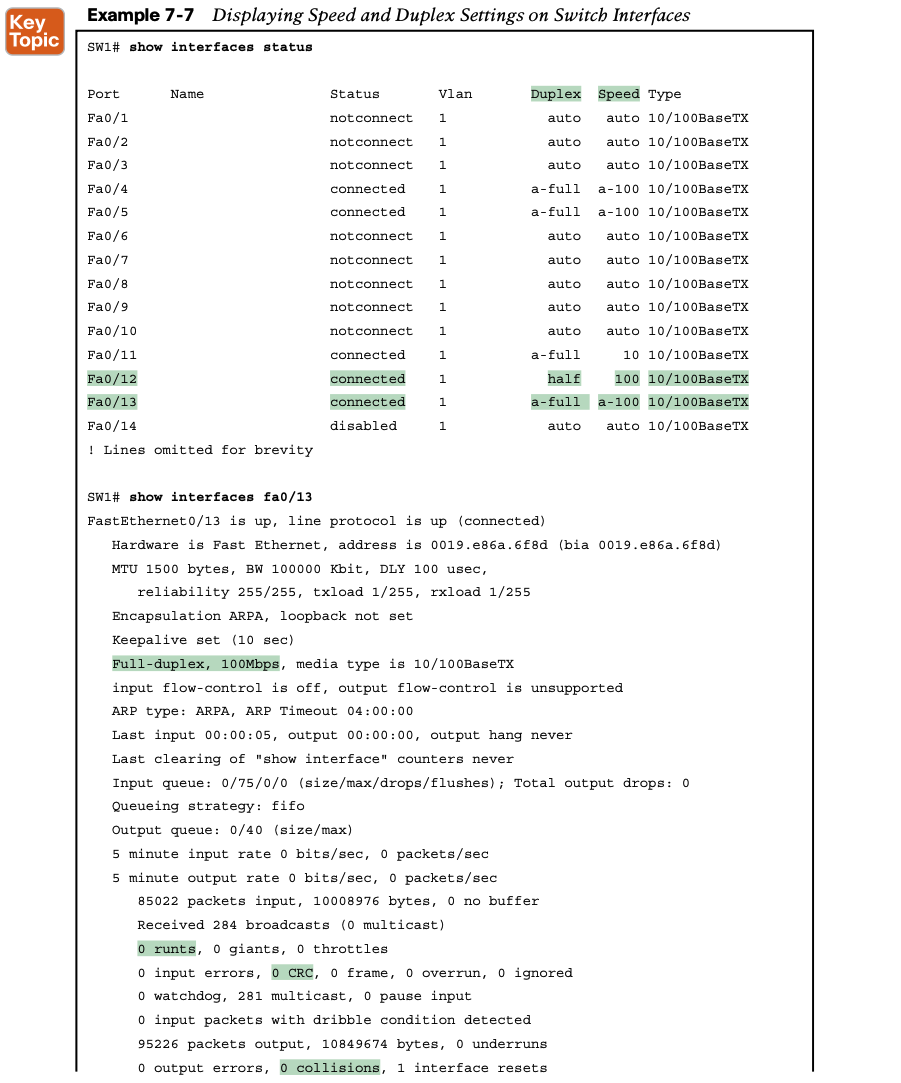 Key
Topic
Example 7-7 Displaying Speed and Duplex Settings on Switch Interfaces
SW1# show interfaces status
Port Name Status Vlan Duplex Speed Type
Fa0/1 notconnect 1 auto auto 10/100BaseTX
Fa0/2 notconnect 1 auto auto 10/100BaseTX
Fa0/3 notconnect 1 auto auto 10/100BaseTX
Fa0/4 connected 1 a-full a-100 10/100BaseTX
Fa0/5 connected 1 a-full a-100 10/100BaseTX
Fa0/6 notconnect 1 auto auto 10/100BaseTX
Fa0/7 notconnect 1 auto auto 10/100BaseTX
Fa0/8 notconnect 1 auto auto 10/100BaseTX
Fa0/9 notconnect 1 auto auto 10/100BaseTX
Fa0/10 notconnect 1 auto auto 10/100BaseTX
Fa0/11 connected 1 a-full 10 10/100BaseTX
Fa0/12 connected 1 half 100 10/100BaseTX
Fa0/13 connected 1 a-full a-100 10/100BaseTX
Fa0/14 disabled 1 auto auto 10/100BaseTX
! Lines omitted for brevity
SW1# show interfaces fa0/13
FastEthernet0/13 is up, line protocol is up (connected)
Hardware is Fast Ethernet, address is 0019.e86a.6f8d (bia 0019.e86a.6f8d)
MTU 1500 bytes, BW 100000 Kbit, DLY 100 usec,
reliability 255/255, txload 1/255, rxload 1/255
Encapsulation ARPA, loopback not set
Keepalive set (10 sec)
Full-duplex, 100Mbps, media type is 10/100BaseTX
input flow-control is off, output flow-control is unsupported
ARP type: ARPA, ARP Timeout 04:00:00
Last input 00:00:05, output 00:00:00, output hang never
Last clearing of "show interface" counters never
Input queue: 0/75/0/0 (size/max/drops/flushes); Total output drops: 0
Queueing strategy: fifo
Output queue: 0/40 (size/max)
5 minute input rate 0 bits/sec, 0 packets/sec
5 minute output rate 0 bits/sec, 0 packets/sec
85022 packets input, 10008976 bytes, 0 no buffer
Received 284 broadcasts (0 multicast)
0 runts, 0 giants, 0 throttles
0 input errors, 0 CRC, 0 frame, 0 overrun, 0 ignored
0 watchdog, 281 multicast, 0 pause input
0 input packets with dribble condition detected
95226 packets output, 10849674 bytes, 0 underruns
0 output errors, 0 collisions, 1 interface resets